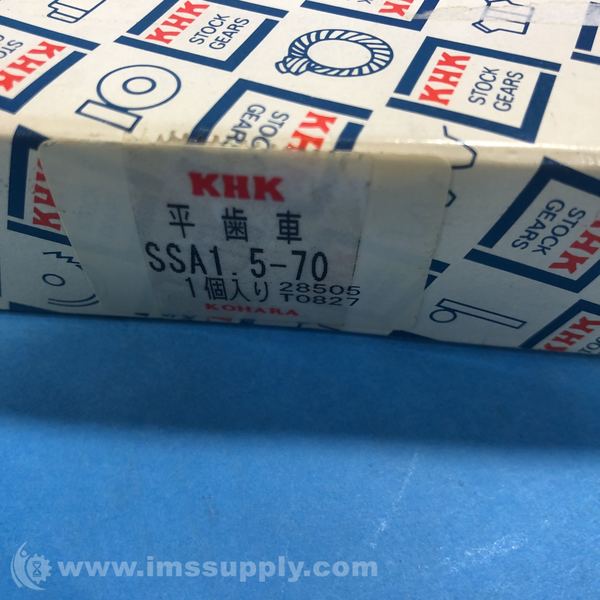 KHK
STOCK
GEARS
KHK
STOCK
GEARS
KHK
STOCK
GEARS
KHK
STOCK
GEARS
KHK
平歯車
SSA1.5-70
1個入り 28505
T0827
KOHARA
www.imssupply.com